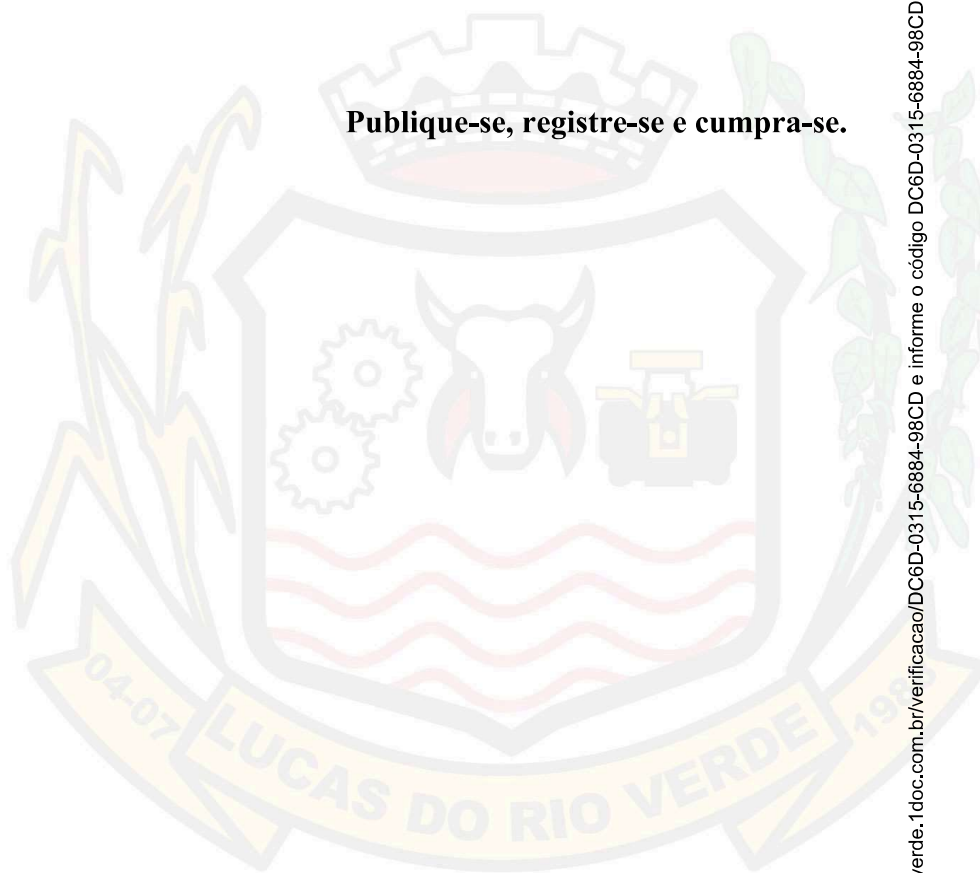 Publique-se, registre-se e cumpra-se.
04-07
LUCAS DO RIO VERDE
verde.1doc.com.br/verificacao/DC6D-0315-6884-98CD e informe o código DC6D-0315-6884-98CD